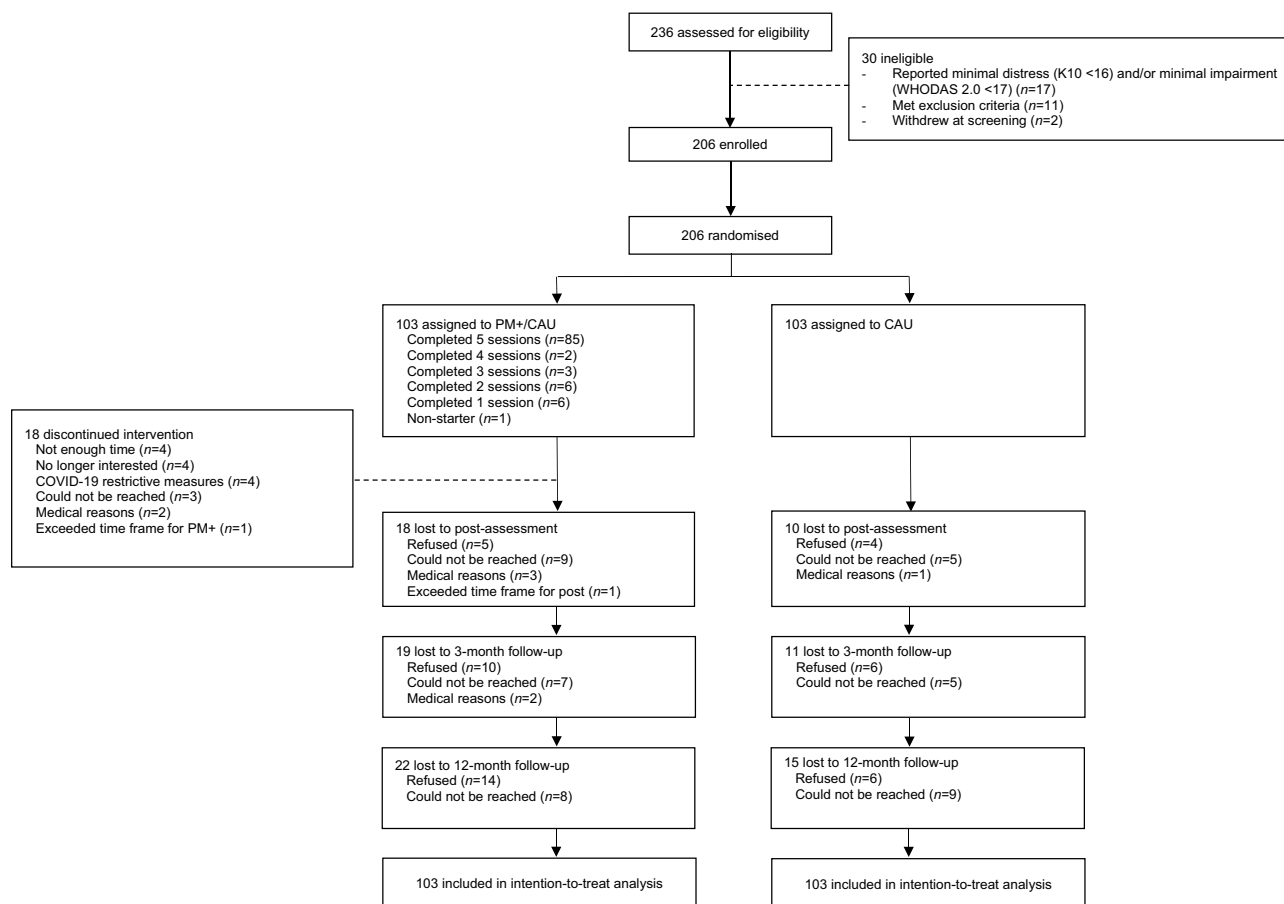 236 assessed for eligibility
30 ineligible
- Reported minimal distress (K10 <16) and/or minimal impairment
(WHODAS 2.0 <17) (n=17)
- Met exclusion criteria (n=11)
- Withdrew at screening (n=2)
206 enrolled
206 randomised
103 assigned to PM+/CAU
Completed 5 sessions (n=85)
Completed 4 sessions (n=2)
Completed 3 sessions (n=3)
Completed 2 sessions (n=6)
Completed 1 session (n=6)
Non-starter (n=1)
103 assigned to CAU
18 discontinued intervention
Not enough time (n=4)
No longer interested (n=4)
COVID-19 restrictive measures (n=4)
Could not be reached (n=3)
Medical reasons (n=2)
Exceeded time frame for PM+ (n=1)
18 lost to post-assessment
Refused (n=5)
Could not be reached (n=9)
Medical reasons (n=3)
Exceeded time frame for post (n=1)
10 lost to post-assessment
Refused (n=4)
Could not be reached (n=5)
Medical reasons (n=1)
19 lost to 3-month follow-up
Refused (n=10)
Could not be reached (n=7)
Medical reasons (n=2)
11 lost to 3-month follow-up
Refused (n=6)
Could not be reached (n=5)
22 lost to 12-month follow-up
Refused (n=14)
Could not be reached (n=8)
15 lost to 12-month follow-up
Refused (n=6)
Could not be reached (n=9)
103 included in intention-to-treat analysis
103 included in intention-to-treat analysis